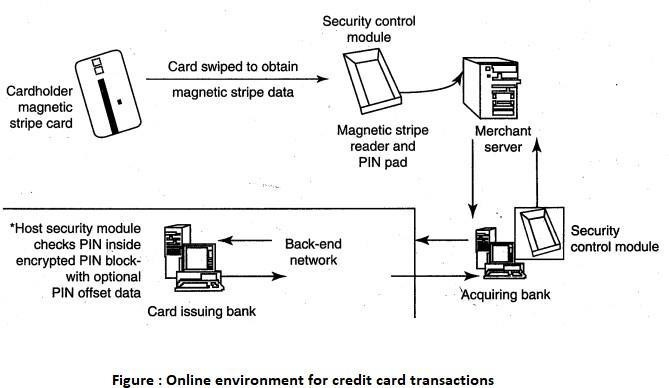 Security control
module
Card swiped to obtain
magnetic stripe data
Cardholder
magnetic
stripe card
Magnetic stripe
reader and
PIN pad
Merchant
server
*Host security module
checks PIN inside
encrypted PIN block-
with optional
PIN offset data
Back-end
network
Security
control module
Card issuing bank
Acquiring bank
Figure : Online environment for credit card transactions